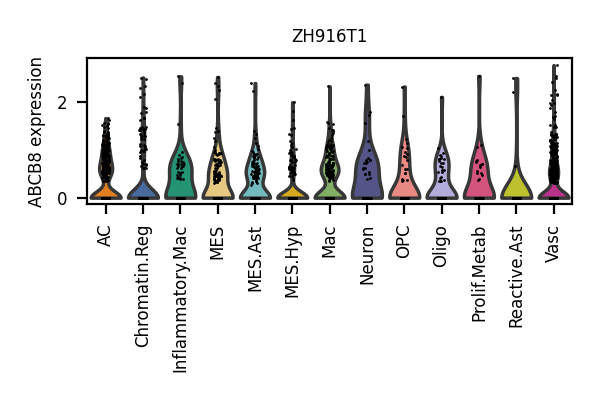 ZH916T1
ABCB8 expression
2
0
AC
Chromatin.Reg
Inflammatory.Mac
MES
MES.Ast
MES.Hyp
Mac
Neuron
OPC
Oligo
Prolif.Metab
Reactive.Ast
Vasc